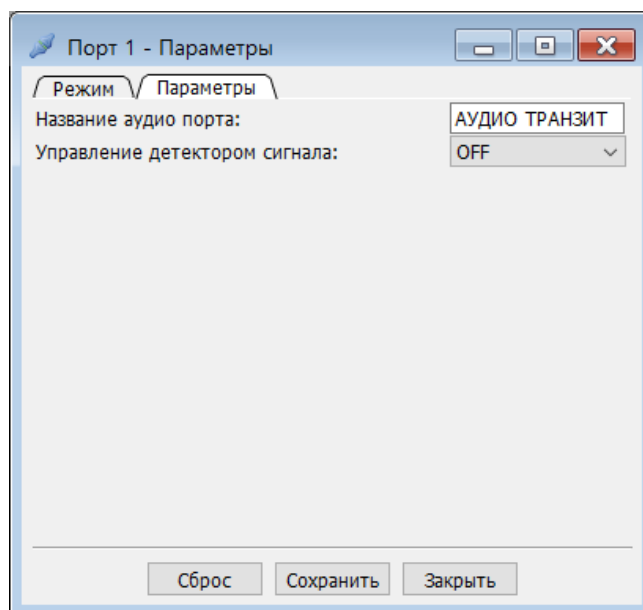 Порт 1 - Параметры
Режим Параметры
Название аудио порта: АУДИО ТРАНЗИТ
Управление детектором сигнала: OFF
Сброс Сохранить Закрыть